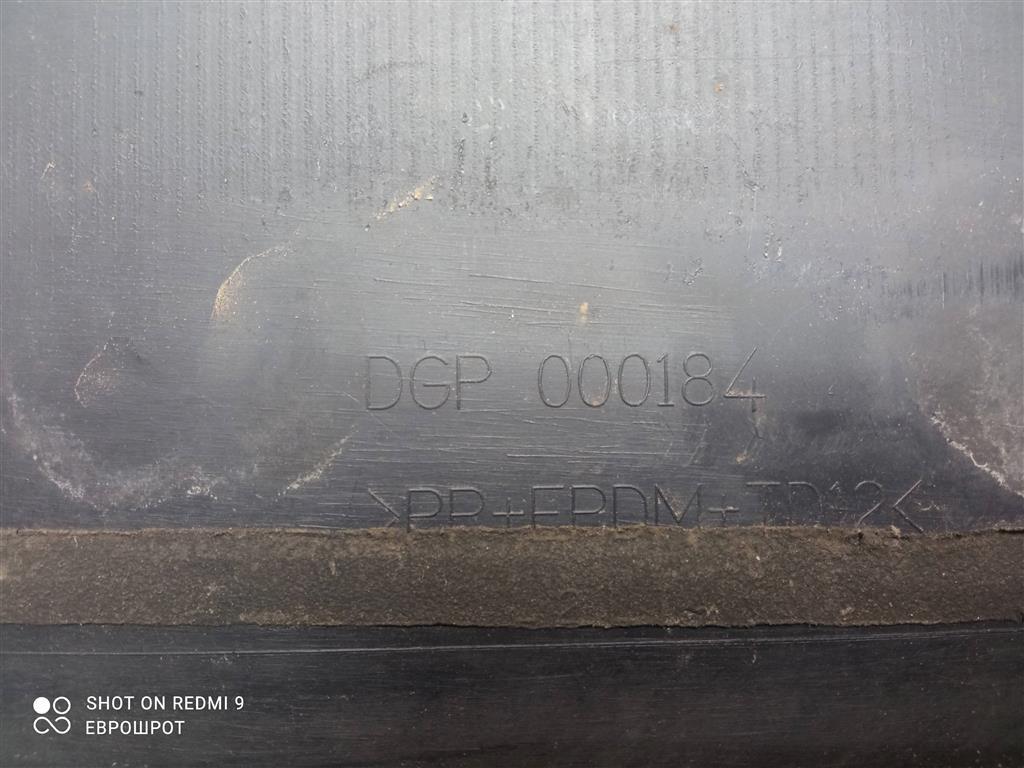 DGP 000184
>PP+EPDM+TD12<
SHOT ON REDMI 9
ЕВРОШРОТ